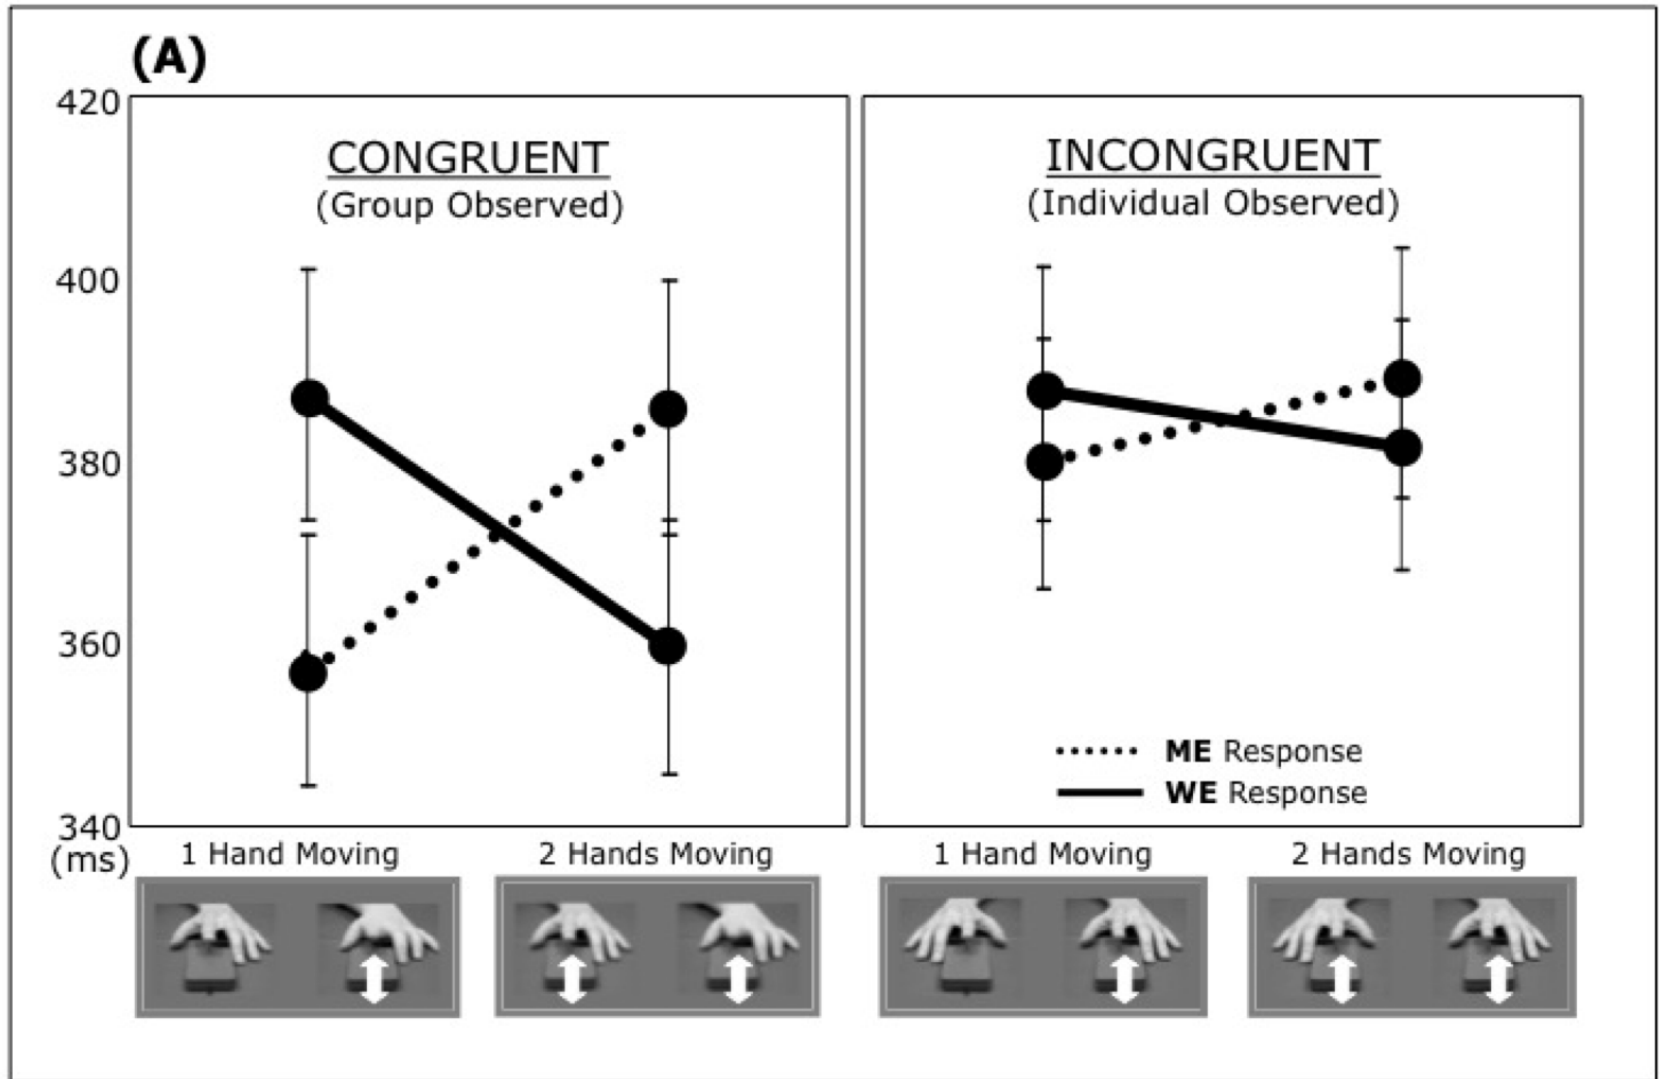 (A)
420
400
380
360
340
(ms)
CONGRUENT
(Group Observed)
INCONGRUENT
(Individual Observed)
ME Response
WE Response
1 Hand Moving
2 Hands Moving
1 Hand Moving
2 Hands Moving